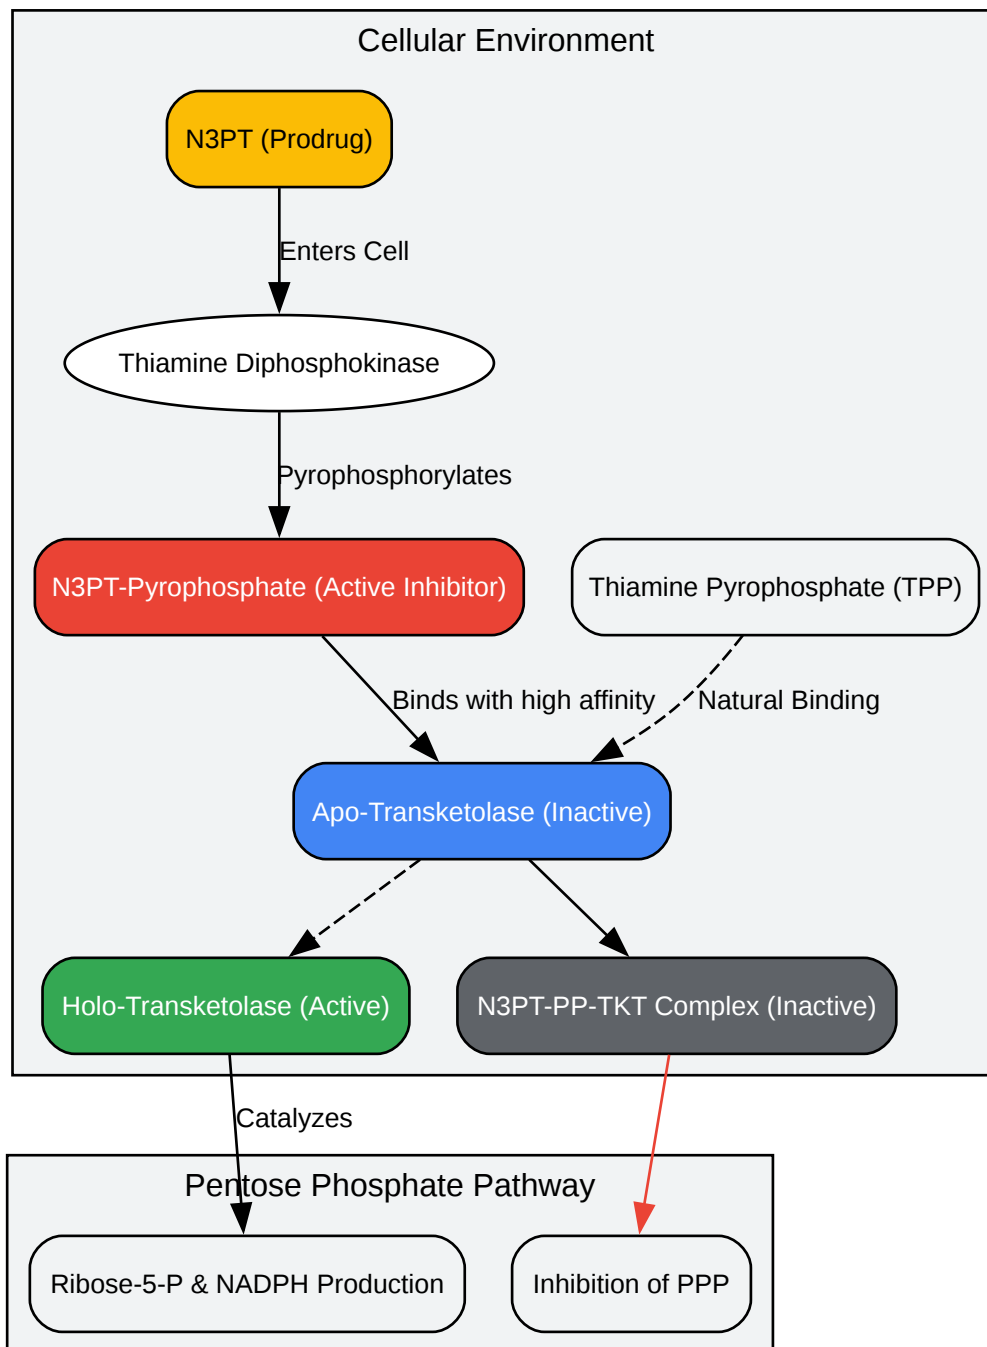 Cellular Environment
N3PT (Prodrug)
Enters Cell
Thiamine Diphosphokinase
Pyrophosphorylates
N3PT-Pyrophosphate (Active Inhibitor)
Thiamine Pyrophosphate (TPP)
Binds with high affinity
Natural Binding
Apo-Transketolase (Inactive)
Holo-Transketolase (Active)
N3PT-PP-TKT Complex (Inactive)
Catalyzes
Pentose Phosphate Pathway
Ribose-5-P & NADPH Production
Inhibition of PPP